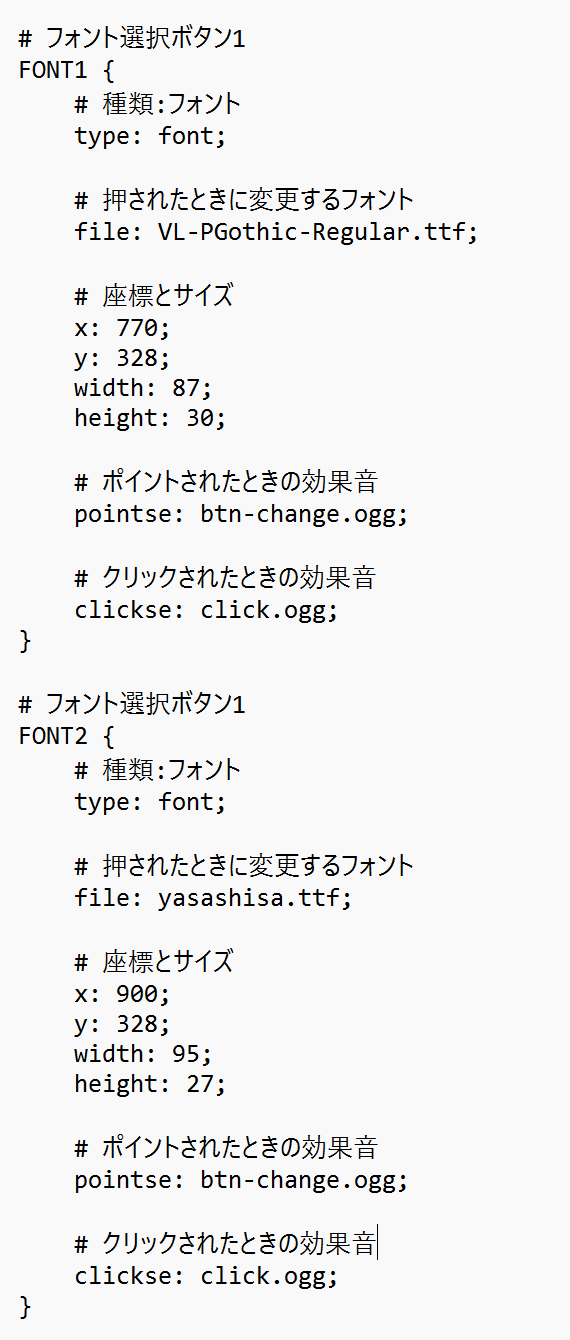 # フォント選択ボタン1
FONT1 {
    # 種類:フォント
    type: font;

    # 押されたときに変更するフォント
    file: VL-PGothic-Regular.ttf;

    # 座標とサイズ
    x: 770;
    y: 328;
    width: 87;
    height: 30;

    # ポイントされたときの効果音
    pointse: btn-change.ogg;

    # クリックされたときの効果音
    clickse: click.ogg;
}

# フォント選択ボタン1
FONT2 {
    # 種類:フォント
    type: font;

    # 押されたときに変更するフォント
    file: yasashisa.ttf;

    # 座標とサイズ
    x: 900;
    y: 328;
    width: 95;
    height: 27;

    # ポイントされたときの効果音
    pointse: btn-change.ogg;

    # クリックされたときの効果音
    clickse: click.ogg;
}